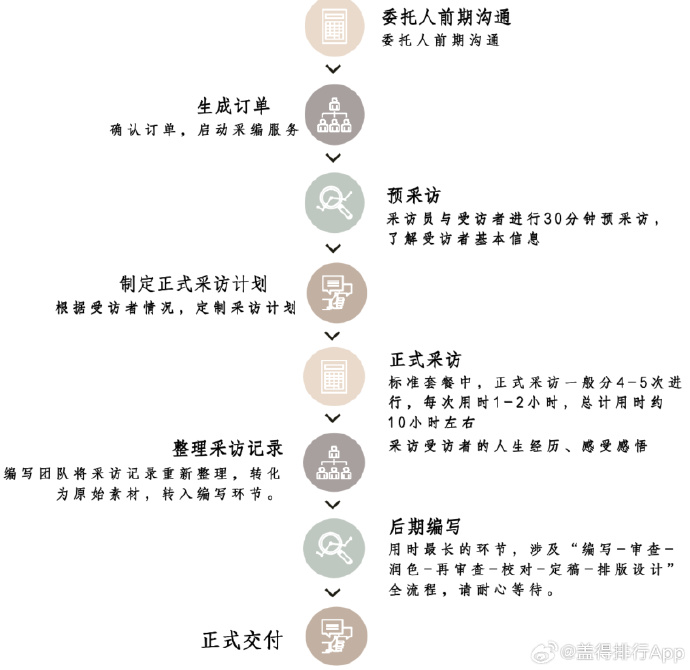 委托人前期沟通
委托人前期沟通
生成订单
确认订单，启动采编服务
预采访
采访员与受访者进行30分钟预采访，
了解受访者基本信息
制定正式采访计划
根据受访者情况，定制采访计划
正式采访
标准套餐中，正式采访一般分4-5次进
行，每次用时1-2小时，总计用时约
10小时左右
采访受访者的人生经历、感受感悟
整理采访记录
编写团队将采访记录重新整理，转化
为原始素材，转入编写环节。
后期编写
用时最长的环节，涉及“编写-审查-
润色-再审查-校对-定稿-排版设计”
全流程，请耐心等待。
正式交付
@盖得排行App